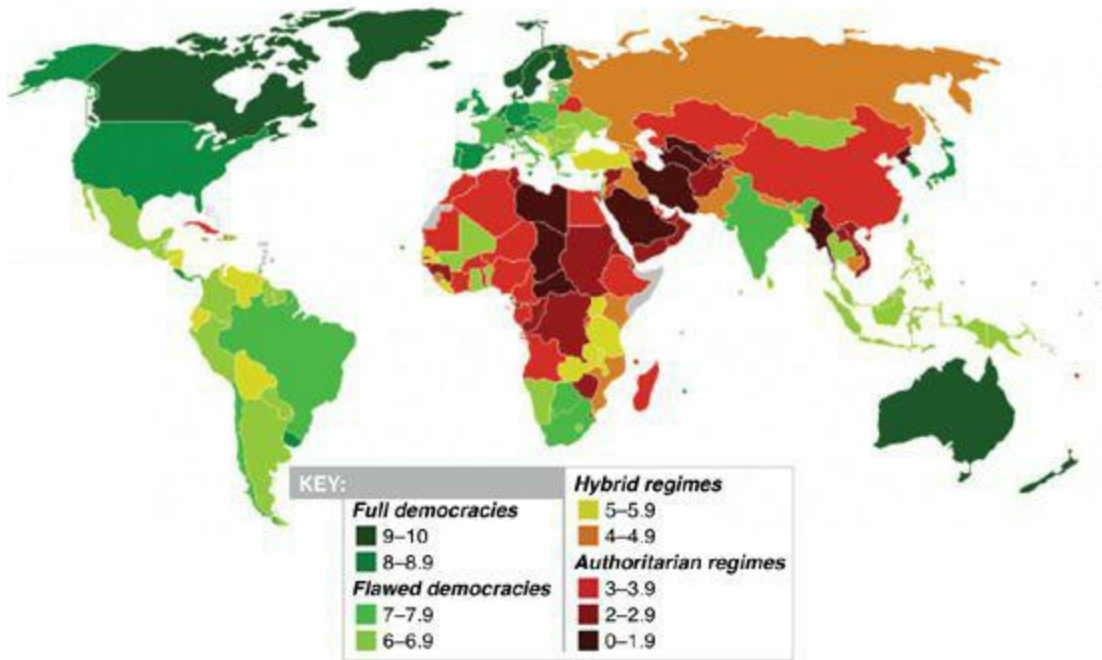 KEY:
Full democracies
9–10
8–8.9
Flawed democracies
7–7.9
6–6.9
Hybrid regimes
5–5.9
4–4.9
Authoritarian regimes
3–3.9
2–2.9
0–1.9